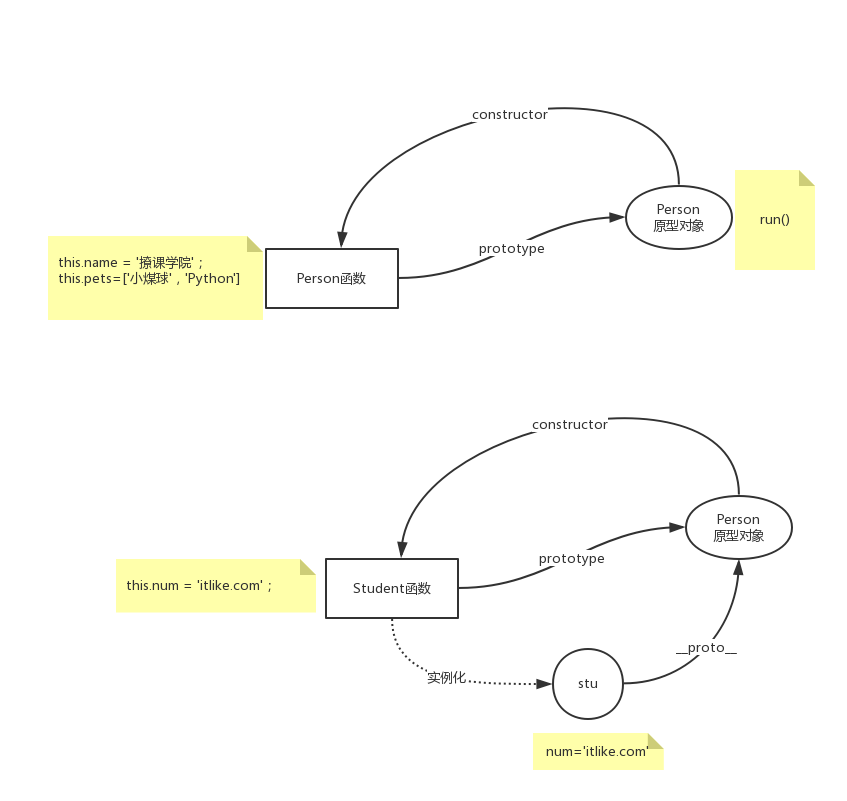 constructor
Person
原型对象
run()
prototype
this.name = '撩课学院' ;
this.pets=['小煤球' , 'Python']
Person函数
constructor
Person
原型对象
prototype
this.num = 'itlike.com' ;
Student函数
__proto__
实例化
stu
num='itlike.com'